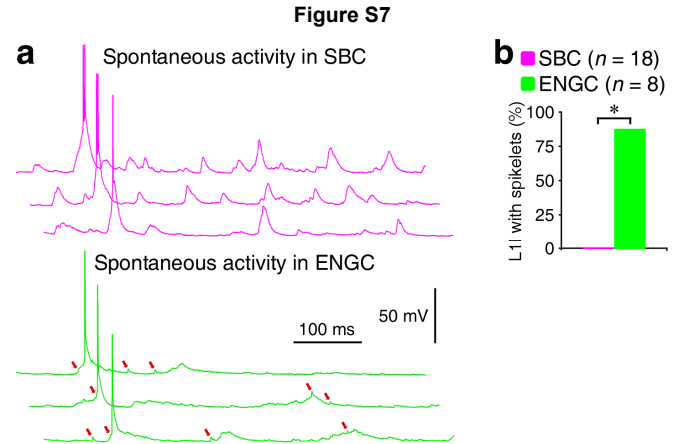 Figure S7
a
Spontaneous activity in SBC
Spontaneous activity in ENGC
50 mV
100 ms
b
SBC (n = 18)
ENGC (n = 8)
L1I with spikelets (%)
100
75
50
25
0
*